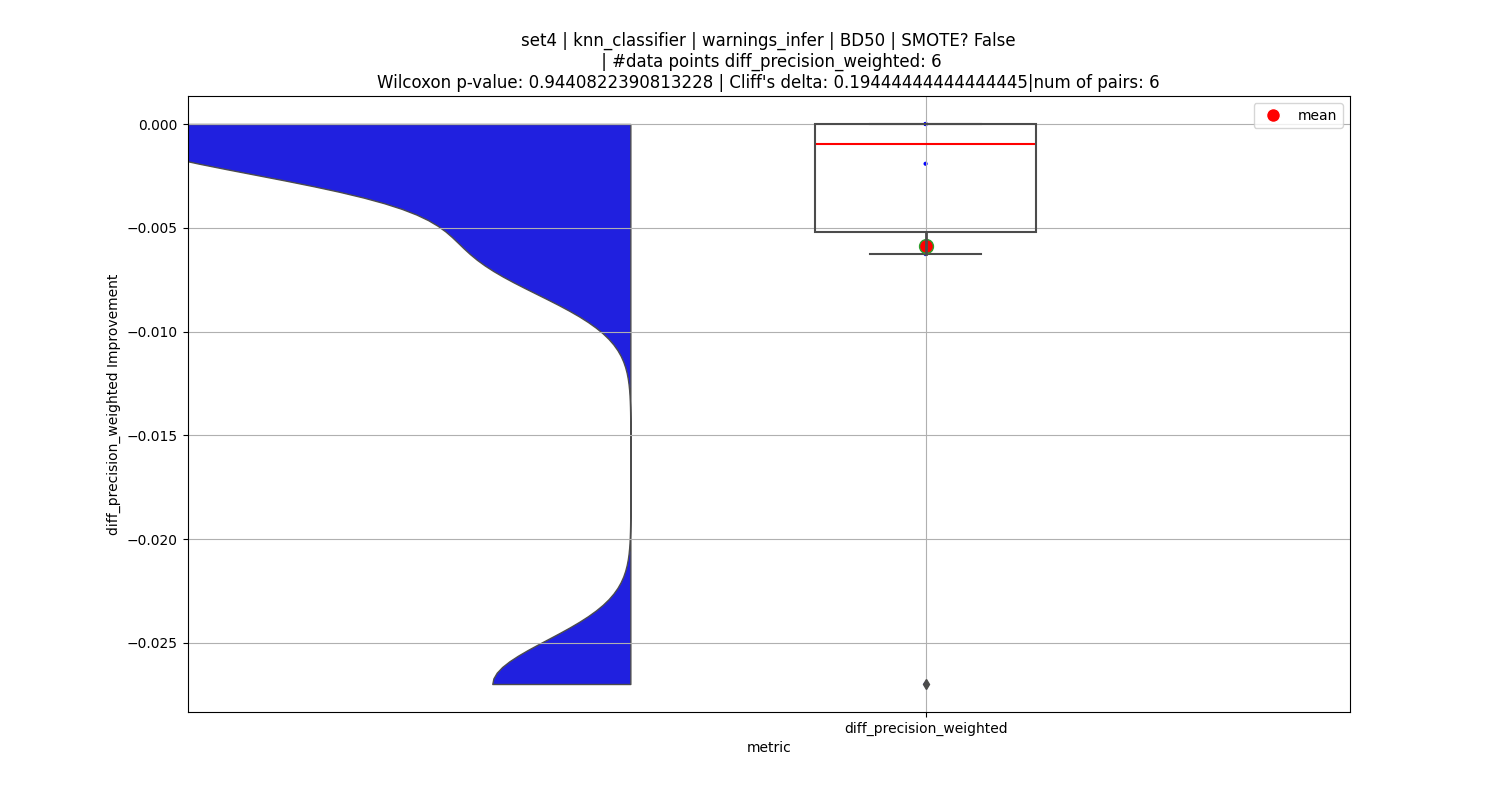 set4 | knn_classifier | warnings_infer | BD50 | SMOTE? False
| #data points diff_precision_weighted: 6
Wilcoxon p-value: 0.9440822390813228 | Cliff's delta: 0.19444444444444445|num of pairs: 6
mean
0.000
−0.005
−0.010
−0.015
−0.020
−0.025
diff_precision_weighted Improvement
diff_precision_weighted
metric